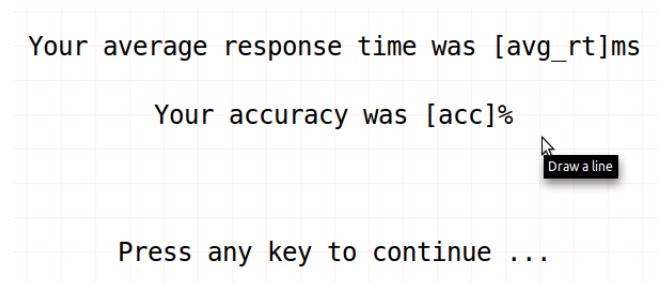 Your average response time was [avg_rt]ms
Your accuracy was [acc]%
Draw a line
Press any key to continue ...